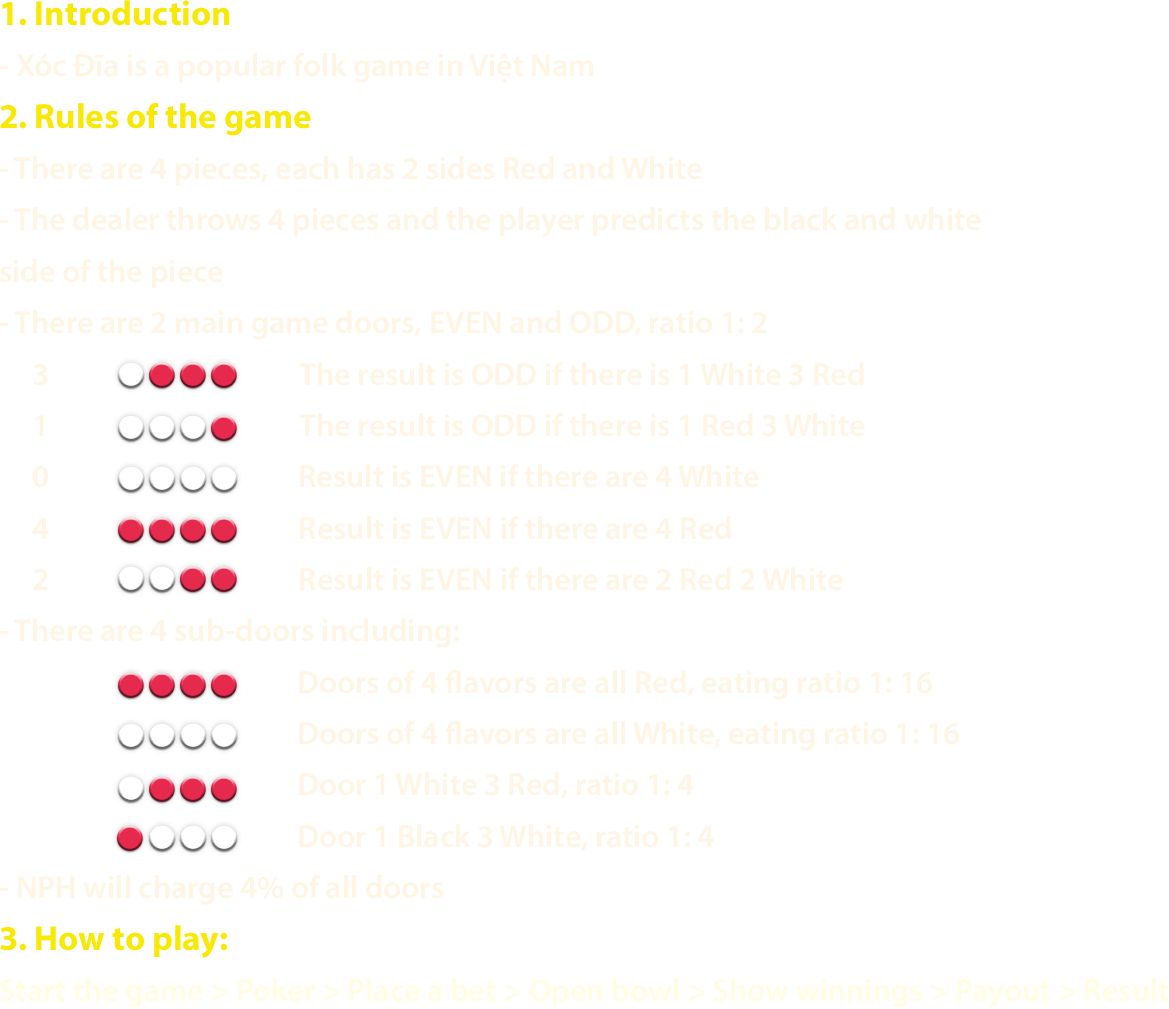 1. Introduction
- Xóc Đĩa is a popular folk game in Việt Nam
2. Rules of the game
- There are 4 pieces, each has 2 sides Red and White
- The dealer throws 4 pieces and the player predicts the black and white
side of the piece
- There are 2 main game doors, EVEN and ODD, ratio 1: 2
3 The result is ODD if there is 1 White 3 Red
1 The result is ODD if there is 1 Red 3 White
0 Result is EVEN if there are 4 White
4 Result is EVEN if there are 4 Red
2 Result is EVEN if there are 2 Red 2 White
- There are 4 sub-doors including:
Doors of 4 flavors are all Red, eating ratio 1: 16
Doors of 4 flavors are all White, eating ratio 1: 16
Door 1 White 3 Red, ratio 1: 4
Door 1 Black 3 White, ratio 1: 4
- NPH will charge 4% of all doors
3. How to play:
Start the game > Poker > Place a bet > Open bowl > Show winnings > Payout > Result